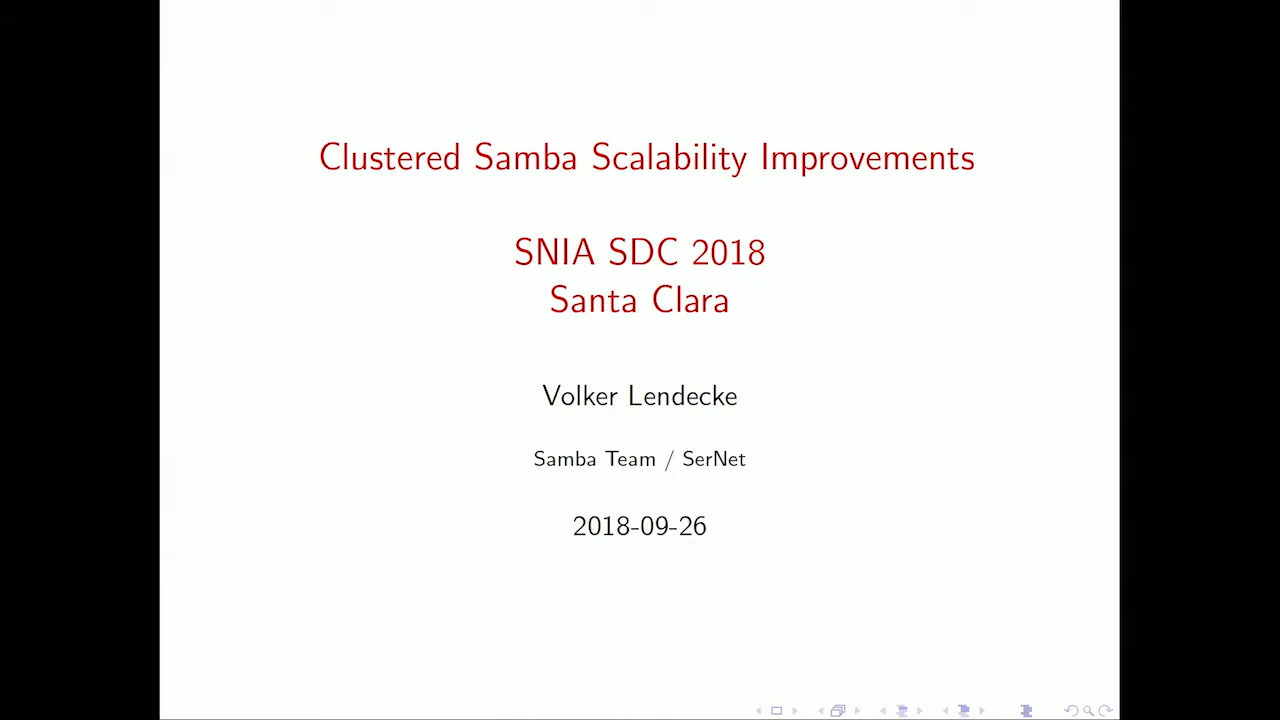 Clustered Samba Scalability Improvements
SNIA SDC 2018
Santa Clara
Volker Lendecke
Samba Team / SerNet
2018-09-26